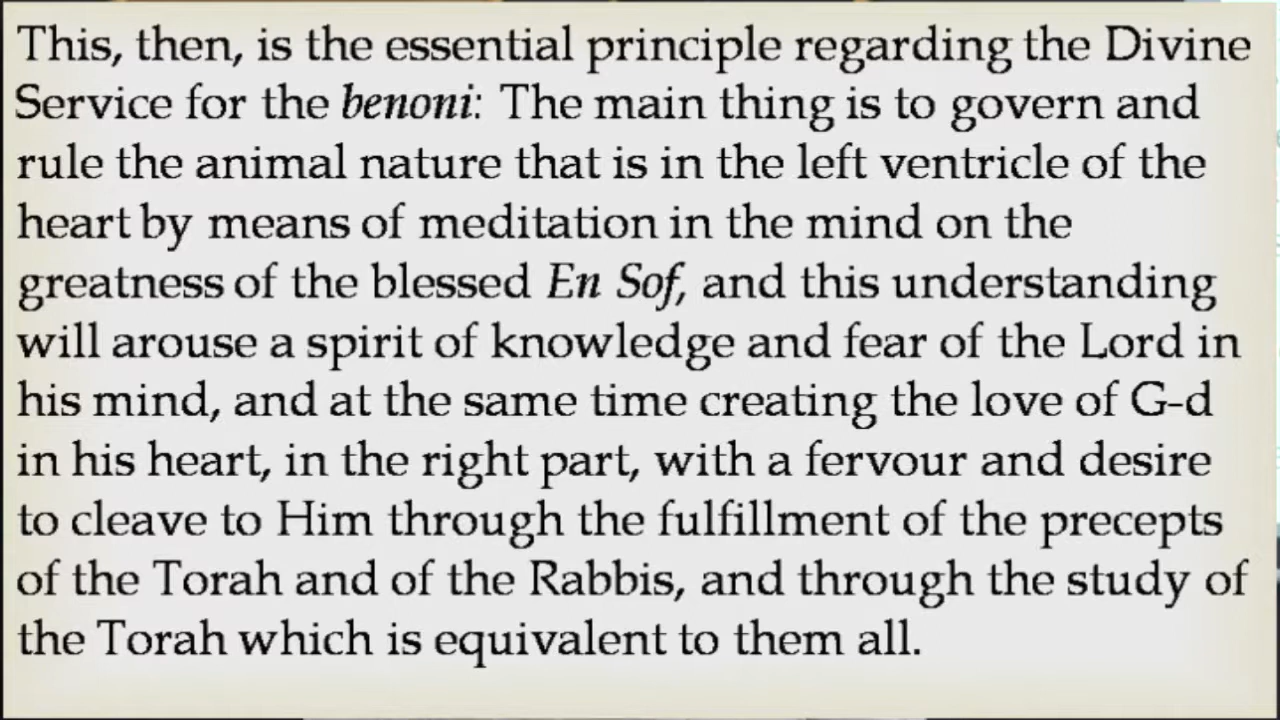 This, then, is the essential principle regarding the Divine
Service for the benoni: The main thing is to govern and
rule the animal nature that is in the left ventricle of the
heart by means of meditation in the mind on the
greatness of the blessed En Sof, and this understanding
will arouse a spirit of knowledge and fear of the Lord in
his mind, and at the same time creating the love of G-d
in his heart, in the right part, with a fervour and desire
to cleave to Him through the fulfillment of the precepts
of the Torah and of the Rabbis, and through the study of
the Torah which is equivalent to them all.